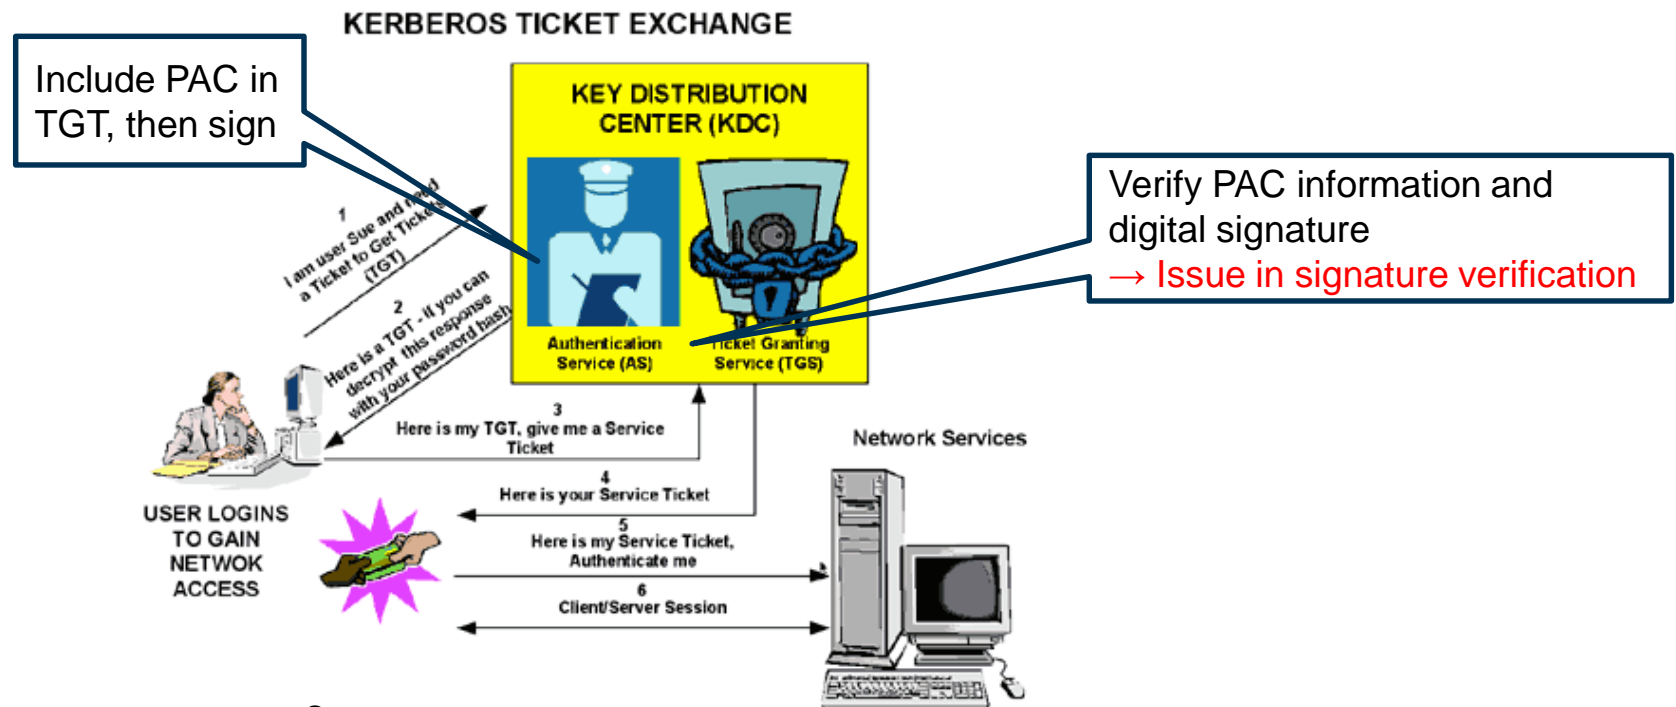 KERBEROS TICKET EXCHANGE
Include PAC in
TGT, then sign
KEY DISTRIBUTION
CENTER (KDC)
Verify PAC information and
digital signature
→ Issue in signature verification
1
I am user Sue and need
a Ticket to Get Tickets
(TGT)
2
Here is a TGT - if you can
decrypt this response
with your password hash
Authentication
Service (AS)
Ticket Granting
Service (TGS)
3
Here is my TGT, give me a Service
Ticket
Network Services
4
Here is your Service Ticket
USER LOGINS
TO GAIN
NETWOK
ACCESS
5
Here is my Service Ticket,
Authenticate me
6
Client/Server Session